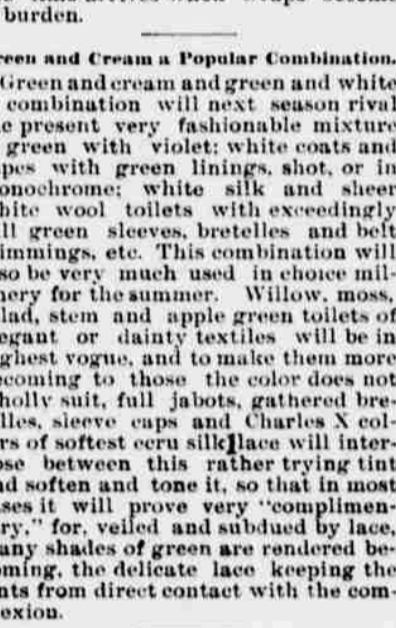 burden.
reen and Cream a Popular Combination.
Green and cream and green and white
combination will next season rival
e present very fashionable mixture
green with violet; white coats and
apes with green linings, shot, or in
onochrome; white silk and sheer
hite wool toilets with exceedingly
ll green sleeves, bretelles and belt
immings, etc. This combination will
so be very much used in choice mil-
nery for the summer. Willow, moss,
lad, stem and apple green toilets of
egant or dainty textiles will be in
ghest vogue, and to make them more
coming to those the color does not
holly suit, full jabots, gathered bre-
lles, sleeve caps and Charles X col-
rs of softest ecru silk lace will inter-
ose between this rather trying tint
nd soften and tone it, so that in most
ses it will prove very "complimen-
ry," for, veiled and subdued by lace,
any shades of green are rendered be-
oming, the delicate lace keeping the
nts from direct contact with the com-
exion.